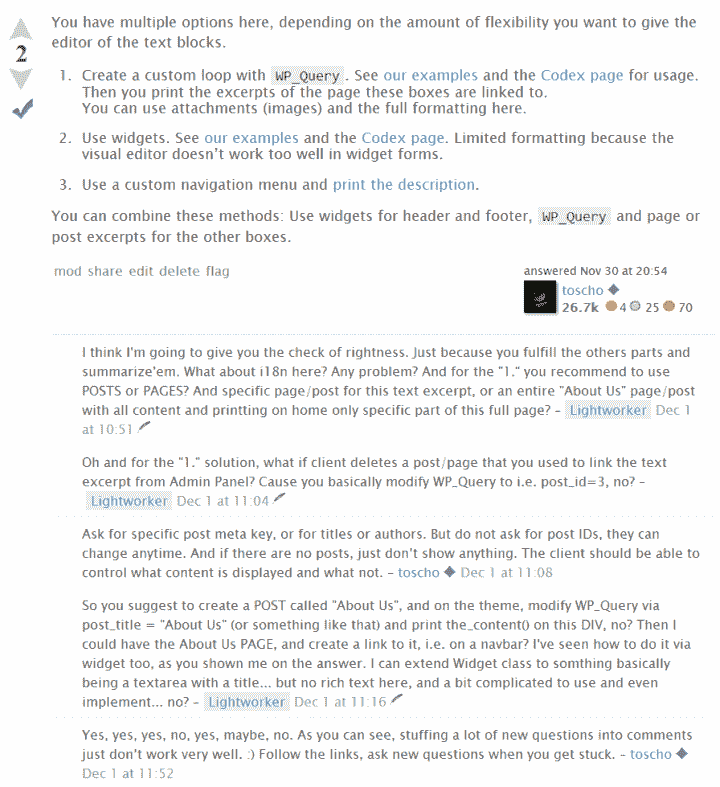 You have multiple options here, depending on the amount of flexibility you want to give the
editor of the text blocks.
2
1. Create a custom loop with WP_Query. See our examples and the Codex page for usage.
Then you print the excerpts of the page these boxes are linked to.
You can use attachments (images) and the full formatting here.
2. Use widgets. See our examples and the Codex page. Limited formatting because the
visual editor doesn't work too well in widget forms.
3. Use a custom navigation menu and print the description.
You can combine these methods: Use widgets for header and footer, WP_Query and page or
post excerpts for the other boxes.
mod share edit delete flag
answered Nov 30 at 20:54
toscho ◆
26.7k 4 25 70
I think I'm going to give you the check of rightness. Just because you fulfill the others parts and
summarize'em. What about i18n here? Any problem? And for the "1." you recommend to use
POSTS or PAGES? And specific page/post for this text excerpt, or an entire "About Us" page/post
with all content and printing on home only specific part of this full page? – Lightworker Dec 1
at 10:51
Oh and for the "1." solution, what if client deletes a post/page that you used to link the text
excerpt from Admin Panel? Cause you basically modify WP_Query to i.e. post_id=3, no? –
Lightworker Dec 1 at 11:04
Ask for specific post meta key, or for titles or authors. But do not ask for post IDs, they can
change anytime. And if there are no posts, just don't show anything. The client should be able to
control what content is displayed and what not. – toscho ◆ Dec 1 at 11:08
So you suggest to create a POST called "About Us", and on the theme, modify WP_Query via
post_title = "About Us" (or something like that) and print the_content() on this DIV, no? Then I
could have the About Us PAGE, and create a link to it, i.e. on a navbar? I've seen how to do it via
widget too, as you shown me on the answer. I can extend Widget class to somthing basically
being a textarea with a title... but no rich text here, and a bit complicated to use and even
implement... no? – Lightworker Dec 1 at 11:16
Yes, yes, yes, no, yes, maybe, no. As you can see, stuffing a lot of new questions into comments
just don't work very well. :) Follow the links, ask new questions when you get stuck. – toscho ◆
Dec 1 at 11:52